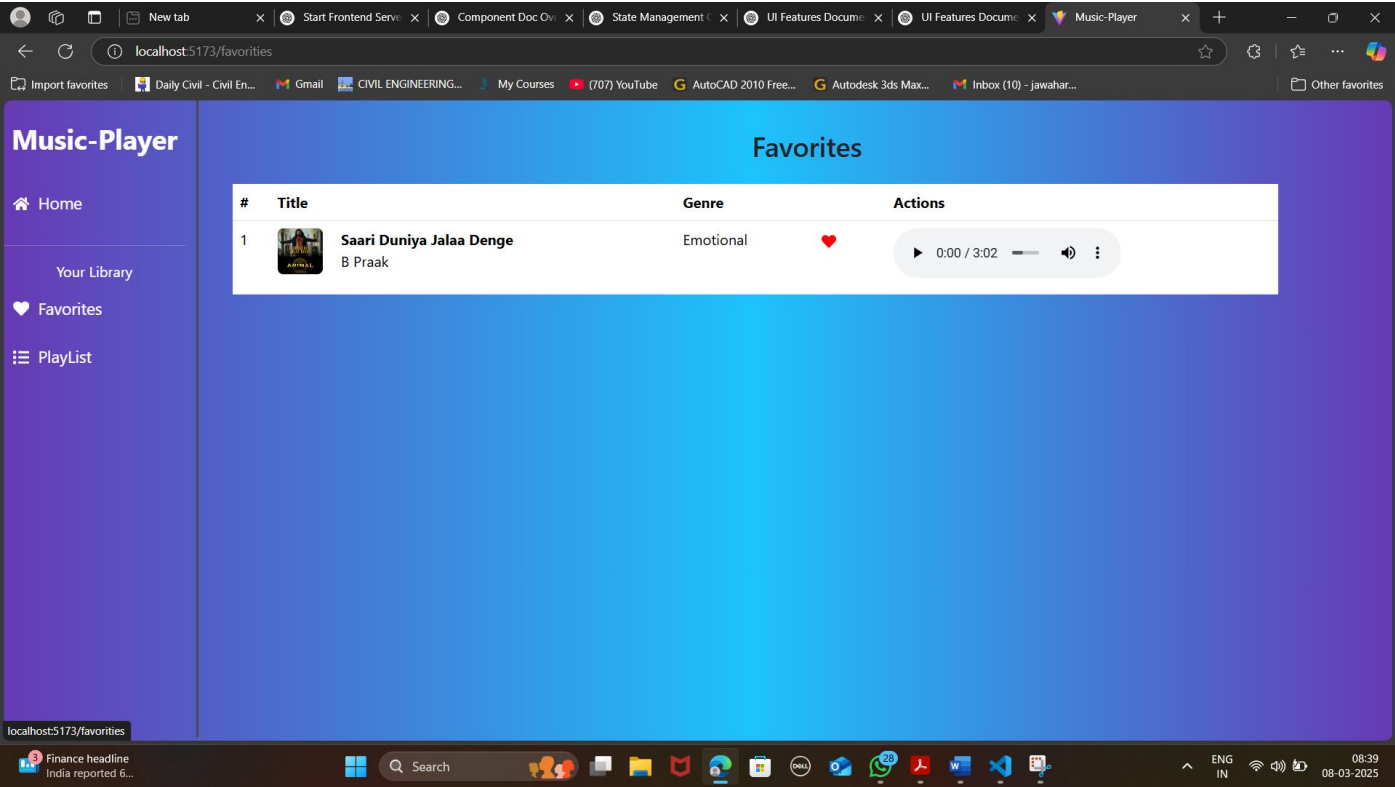 New tab
Start Frontend Serve
Component Doc Ov
State Management
UI Features Docume
UI Features Docume
Music-Player
localhost:5173/favorites
Import favorites
Daily Civil - Civil En...
Gmail
CIVIL ENGINEERING...
My Courses
(707) YouTube
AutoCAD 2010 Free...
Autodesk 3ds Max...
Inbox (10) - jawahar...
Other favorites
Music-Player
Home
Your Library
Favorites
PlayList
Favorites
# Title Genre Actions
1 Saari Duniya Jalaa Denge Emotional 0:00 / 3:02
B Praak
ANIMAL
localhost:5173/favorites
3
Finance headline
India reported 6...
Search
DELL
28
ENG
IN
08:39
08-03-2025